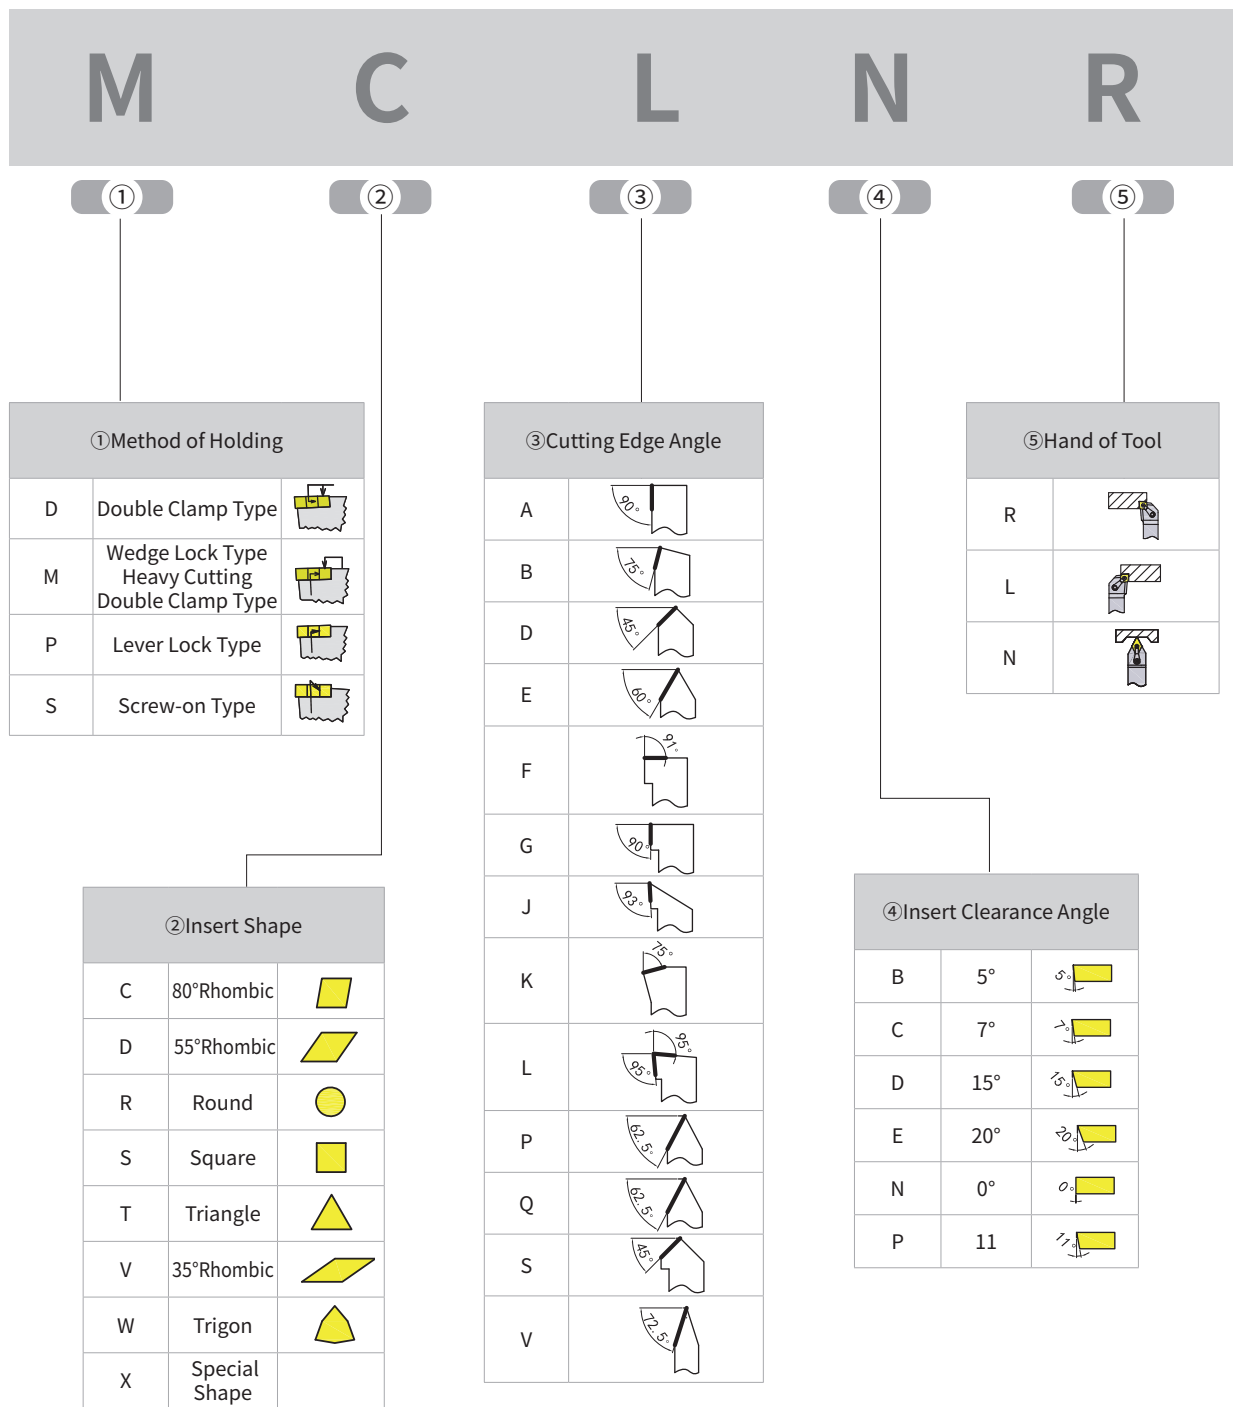 M C L N R
① ② ③ ④ ⑤
①Method of Holding
D Double Clamp Type
M Wedge Lock Type
Heavy Cutting
Double Clamp Type
P Lever Lock Type
S Screw-on Type
②Insert Shape
C 80°Rhombic
D 55°Rhombic
R Round
S Square
T Triangle
V 35°Rhombic
W Trigon
X Special
Shape
③Cutting Edge Angle
A 90°
B 75°
D 45°
E 60°
F 91°
G 90°
J 93°
K 75°
L 95° 95°
P 62.5°
Q 62.5°
S 45°
V 72.5°
④Insert Clearance Angle
B 5° 5°
C 7° 7°
D 15° 15°
E 20° 20°
N 0° 0°
P 11 11°
⑤Hand of Tool
R
L
N